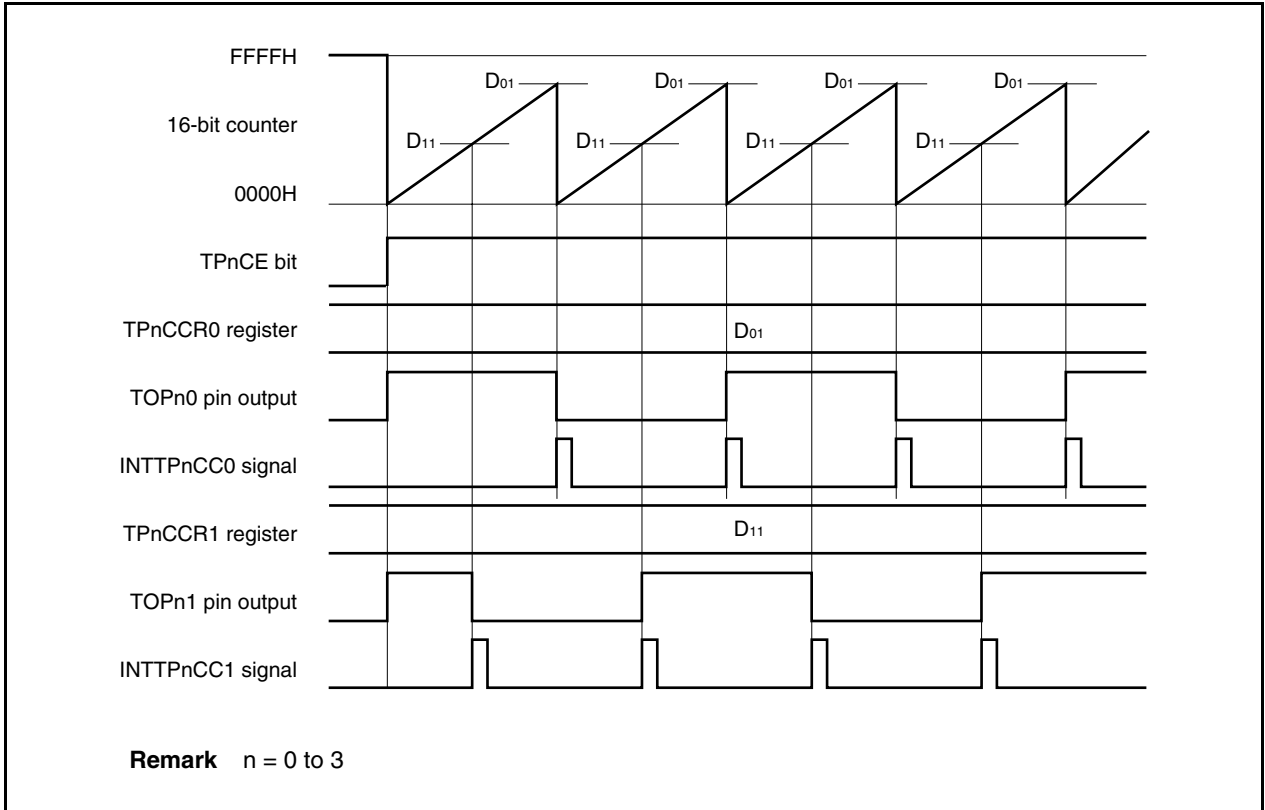 FFFFH
D01 D01 D01 D01
16-bit counter
D11 D11 D11 D11
0000H
TPnCE bit
TPnCCR0 register D01
TOPn0 pin output
INTTPnCC0 signal
TPnCCR1 register D11
TOPn1 pin output
INTTPnCC1 signal
Remark n = 0 to 3